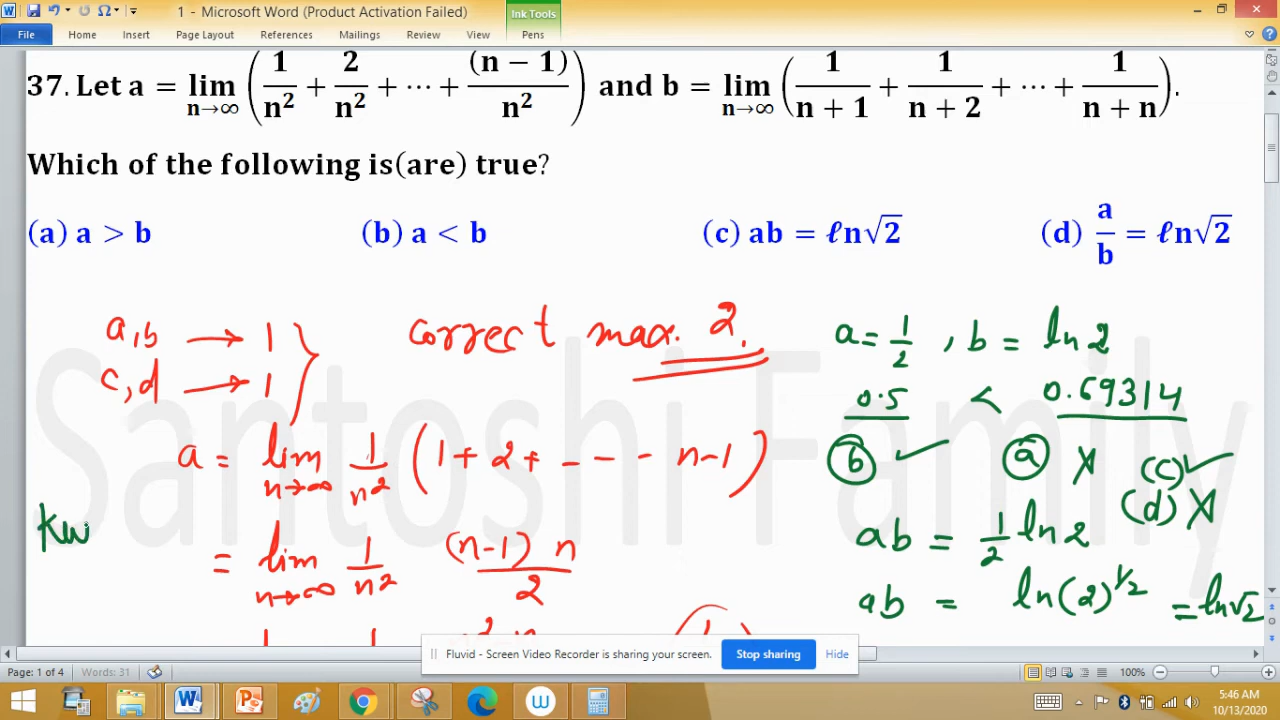 1 - Microsoft Word (Product Activation Failed)
Ink Tools
File Home Insert Page Layout References Mailings Review View Pens
37. Let a = lim n→∞ (1/n² + 2/n² + ⋯ + (n − 1)/n²) and b = lim n→∞ (1/(n + 1) + 1/(n + 2) + ⋯ + 1/(n + n)).
Which of the following is(are) true?
(a) a > b (b) a < b (c) ab = ℓn√2 (d) a/b = ℓn√2
a,b → 1
c,d → 1
correct max. 2.
a = 1/2 , b = ln 2
0.5 < 0.69314
b ✓ a X (c) ✓
(d) X
a = lim n→∞ 1/n² (1 + 2 + - - - - n-1)
= lim n→∞ 1/n² (n-1) n/2
ab = 1/2 ln 2
ab = ln(2)^1/2 = ln√2
Kw
Santoshi Family
Fluvid - Screen Video Recorder is sharing your screen.
Stop sharing
Hide
Page: 1 of 4 Words: 31
100%
5:46 AM
10/13/2020